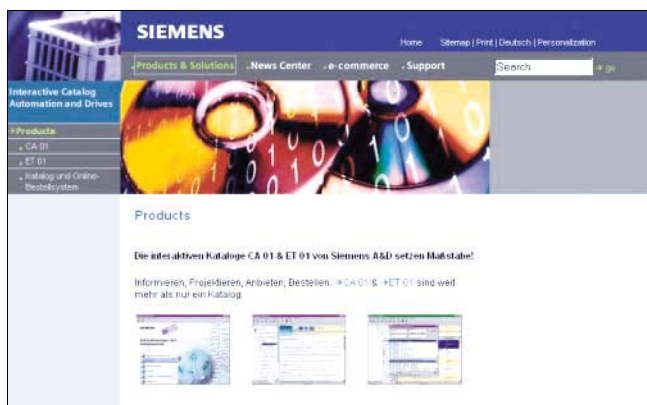 SIEMENS
Home Sitemap | Print | Deutsch | Personalization
Products & Solutions News Center e-commerce Support Search go
Interactive Catalog
Automation and Drives
Products
CA 01
ET 01
Katalog und Online-
Bestellsystem
Products
Die interaktiven Kataloge CA 01 & ET 01 von Siemens A&D setzen Maßstäbe!
Informieren, Projektieren, Anbieten, Bestellen. →CA 01 & →ET 01 sind weit
mehr als nur ein Katalog.
SIEMENS